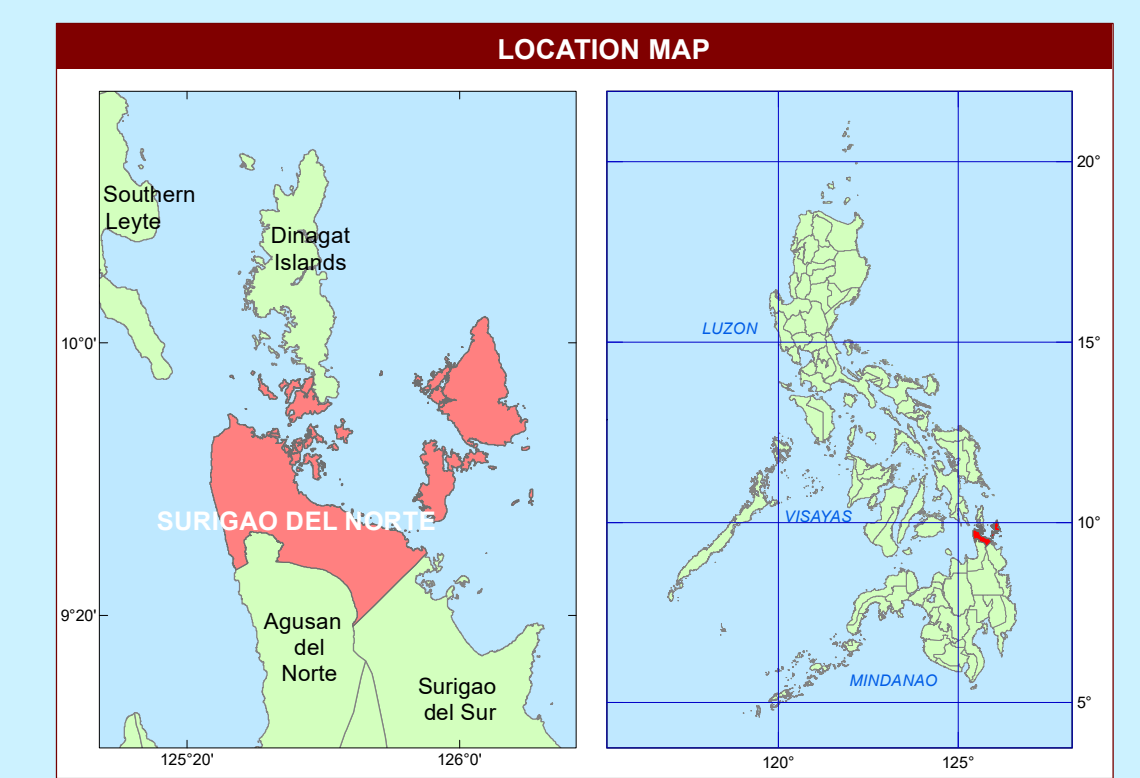 LOCATION MAP
Southern
Leyte
Dinagat
Islands
10°0'
SURIGAO DEL NORTE
9°20'
Agusan
del
Norte
Surigao
del Sur
125°20'
126°0'
20°
LUZON
15°
VISAYAS
10°
MINDANAO
5°
120°
125°